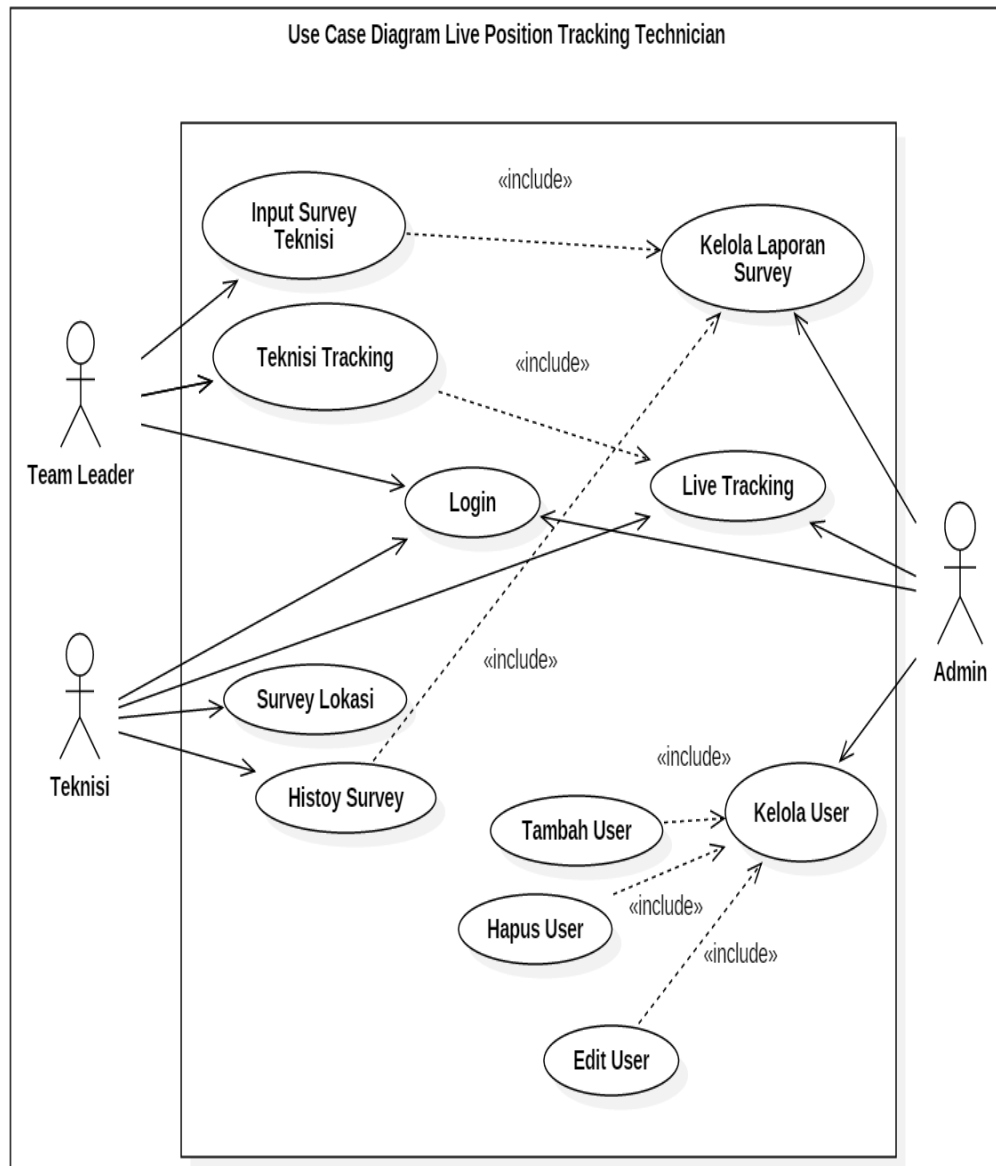 Use Case Diagram Live Position Tracking Technician
«include»
Input Survey
Teknisi
Kelola Laporan
Survey
Teknisi Tracking
«include»
Team Leader
Login
Live Tracking
Admin
«include»
Survey Lokasi
Teknisi
Histoy Survey
«include»
Tambah User
Kelola User
«include»
Hapus User
«include»
Edit User